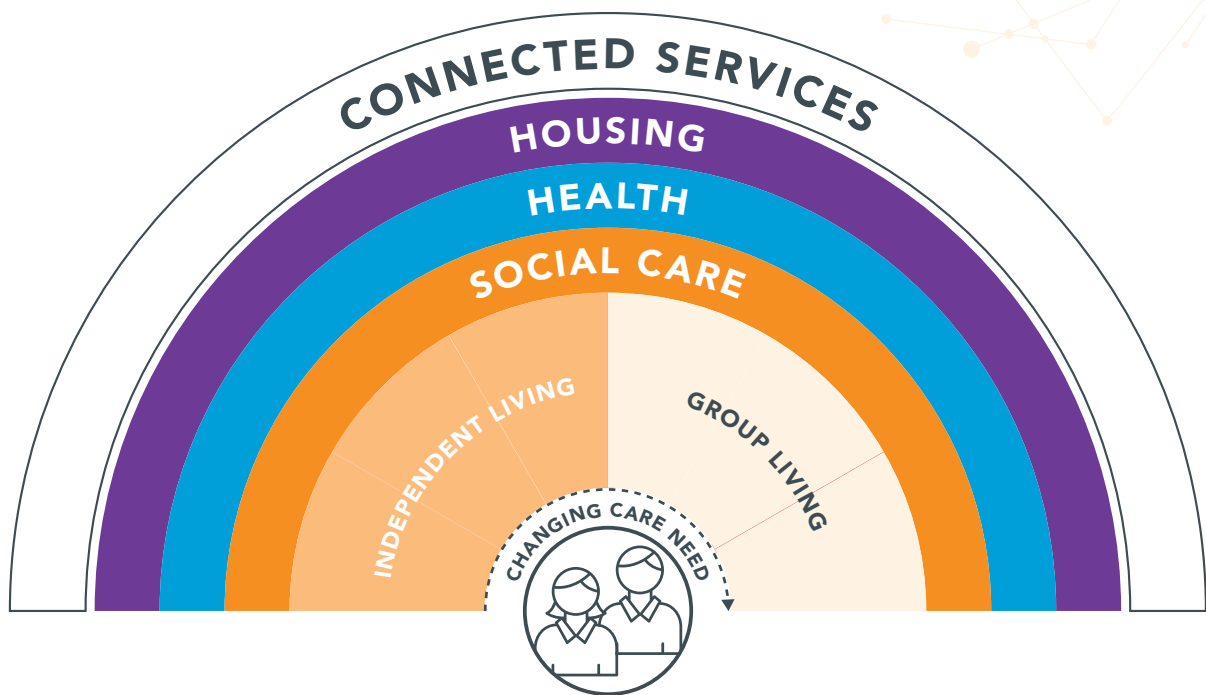 CONNECTED SERVICES
HOUSING
HEALTH
SOCIAL CARE
INDEPENDENT LIVING
GROUP LIVING
CHANGING CARE NEED